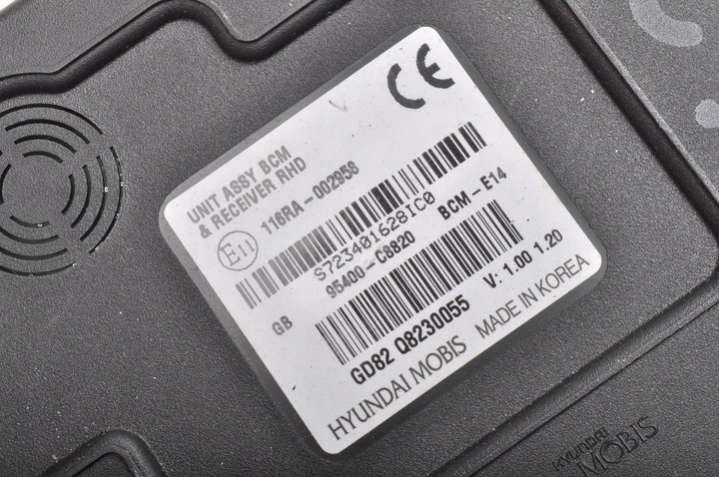 CE
UNIT ASSY BCM
& RECEIVER RHD
E11 116RA-002958
S723401628IC0
95400-C8820 BCM-E14
GB
GD82 Q8230055 V: 1.00 1.20
HYUNDAI MOBIS MADE IN KOREA
HYUNDAI
MOBIS